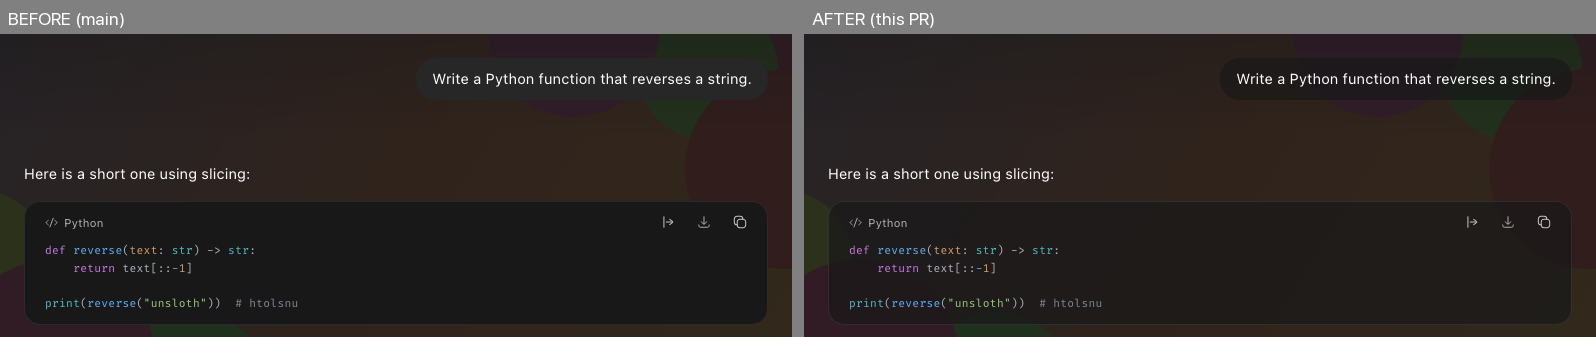 BEFORE (main)
Write a Python function that reverses a string.
Here is a short one using slicing:
</> Python
def reverse(text: str) -> str:
    return text[::-1]
print(reverse("unsloth"))  # htolsnu
AFTER (this PR)
Write a Python function that reverses a string.
Here is a short one using slicing:
</> Python
def reverse(text: str) -> str:
    return text[::-1]
print(reverse("unsloth"))  # htolsnu